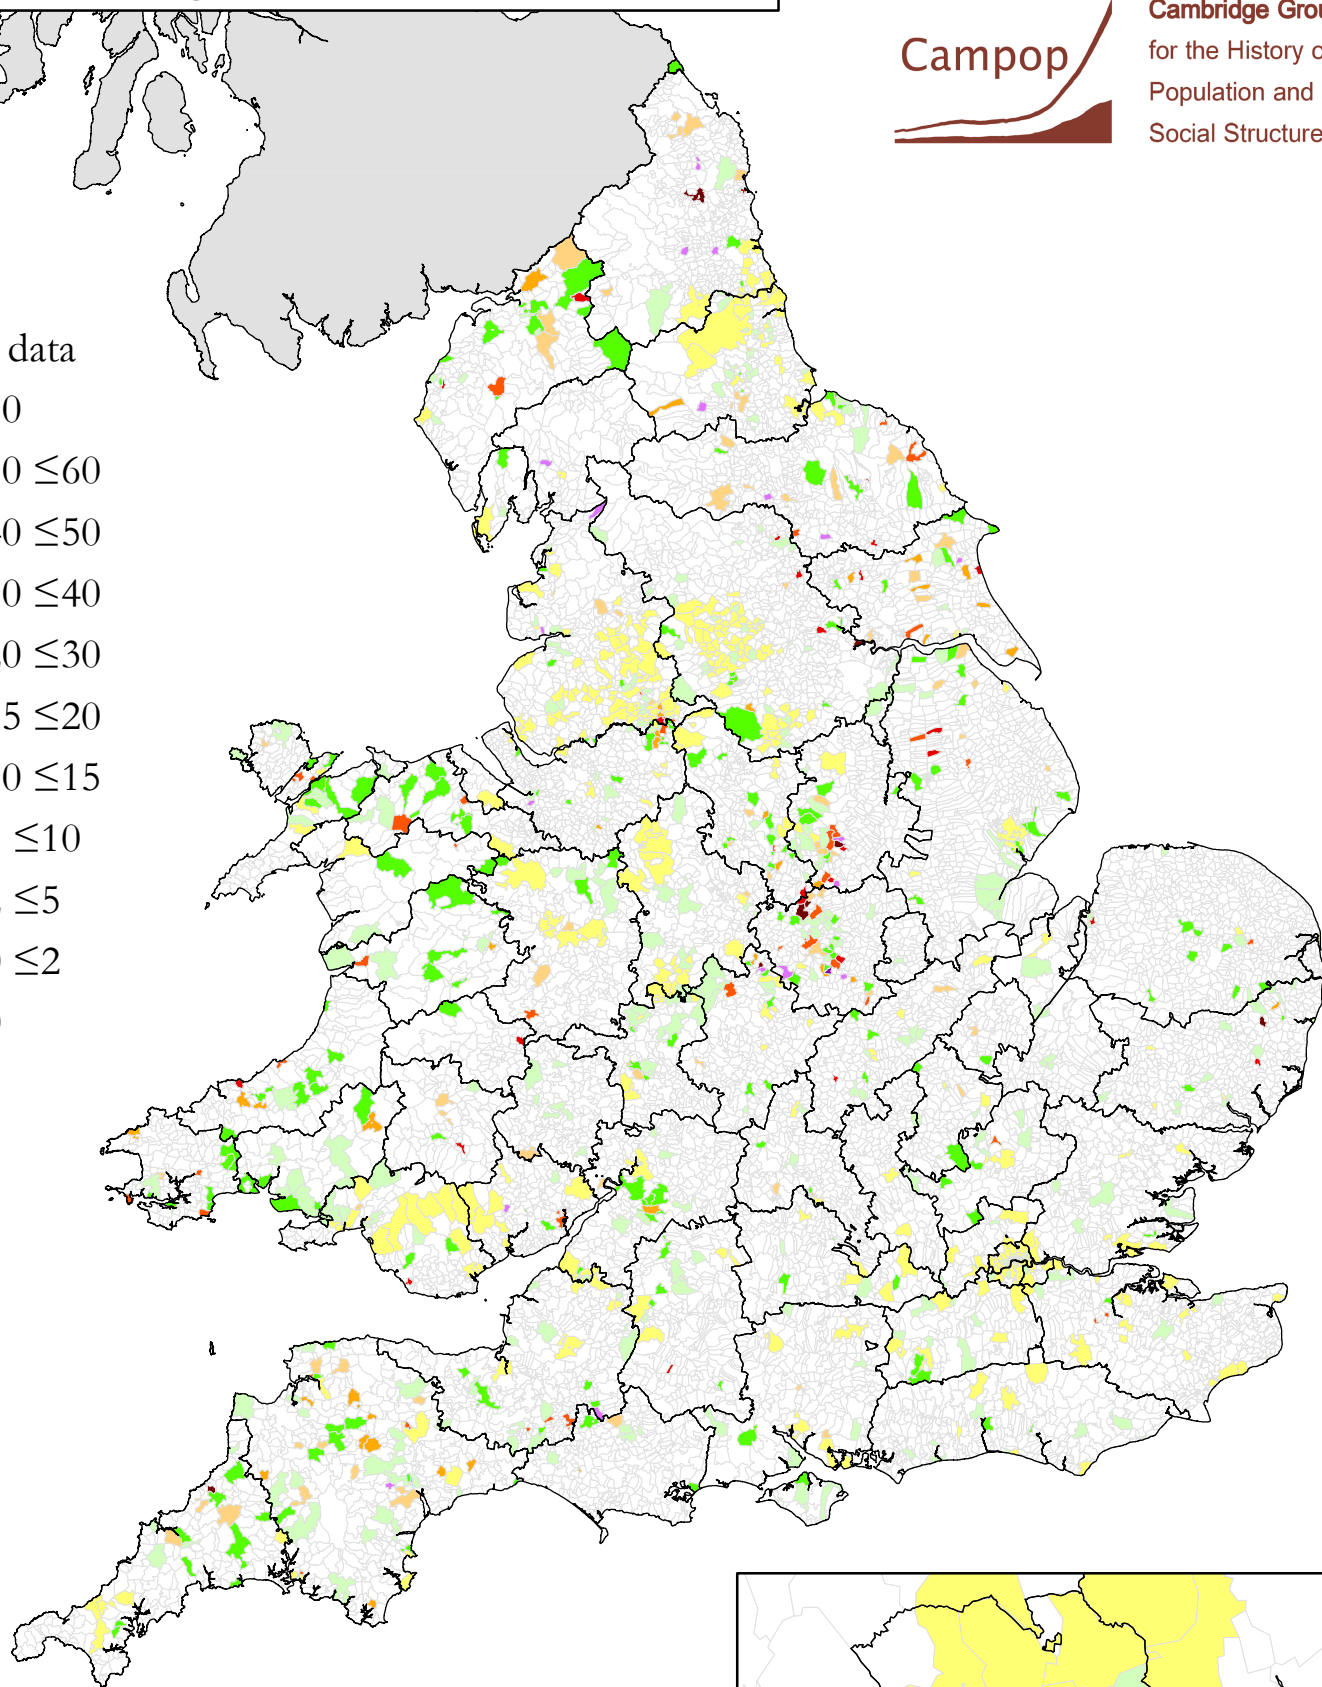 Cambridge Grou
for the History o
Campop
Population and
Social Structure
data
0
0 ≤60
0 ≤50
0 ≤40
0 ≤30
5 ≤20
0 ≤15
≤10
≤5
≤2